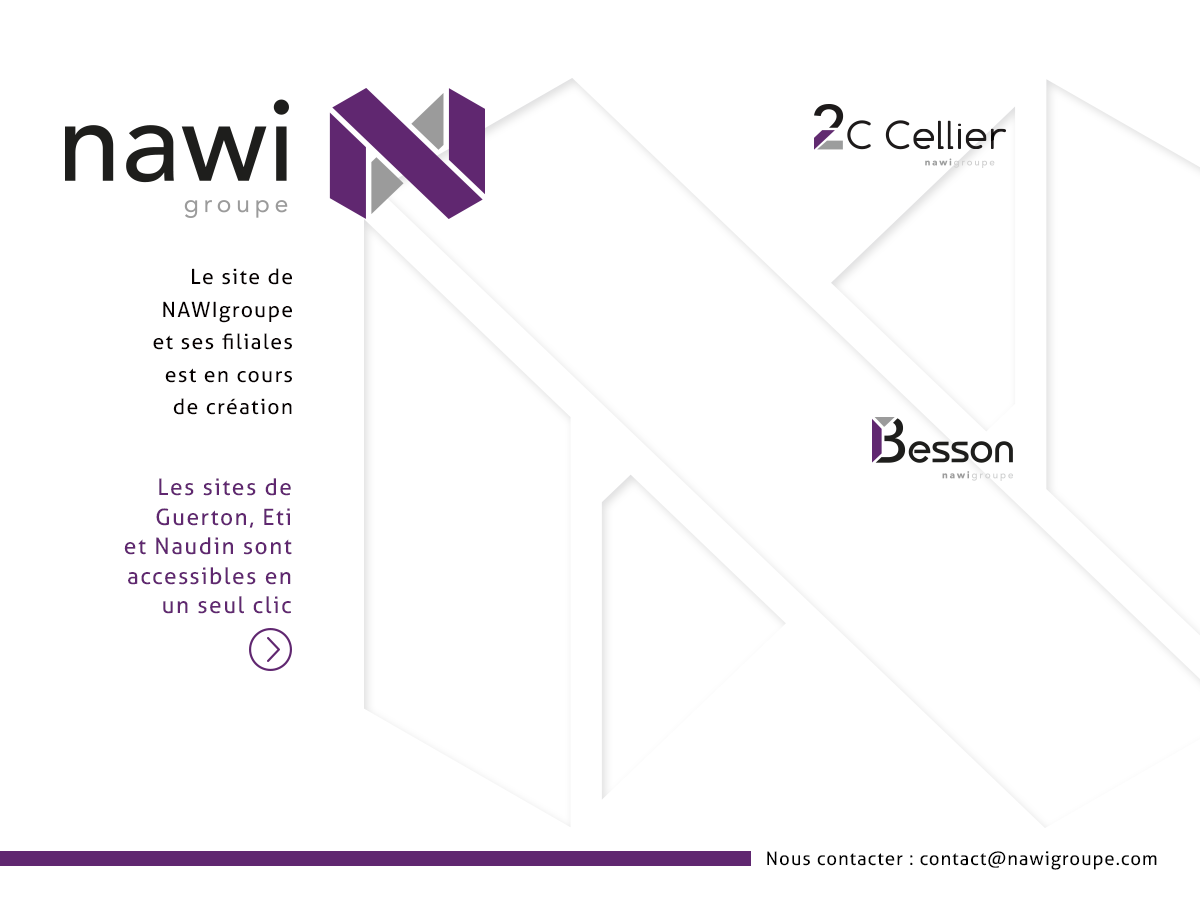 nawi
groupe
Le site de
NAWIgroupe
et ses filiales
est en cours
de création
Les sites de
Guerton, Eti
et Naudin sont
accessibles en
un seul clic
2C Cellier
nawigroupe
Besson
nawigroupe
Nous contacter : contact@nawigroupe.com